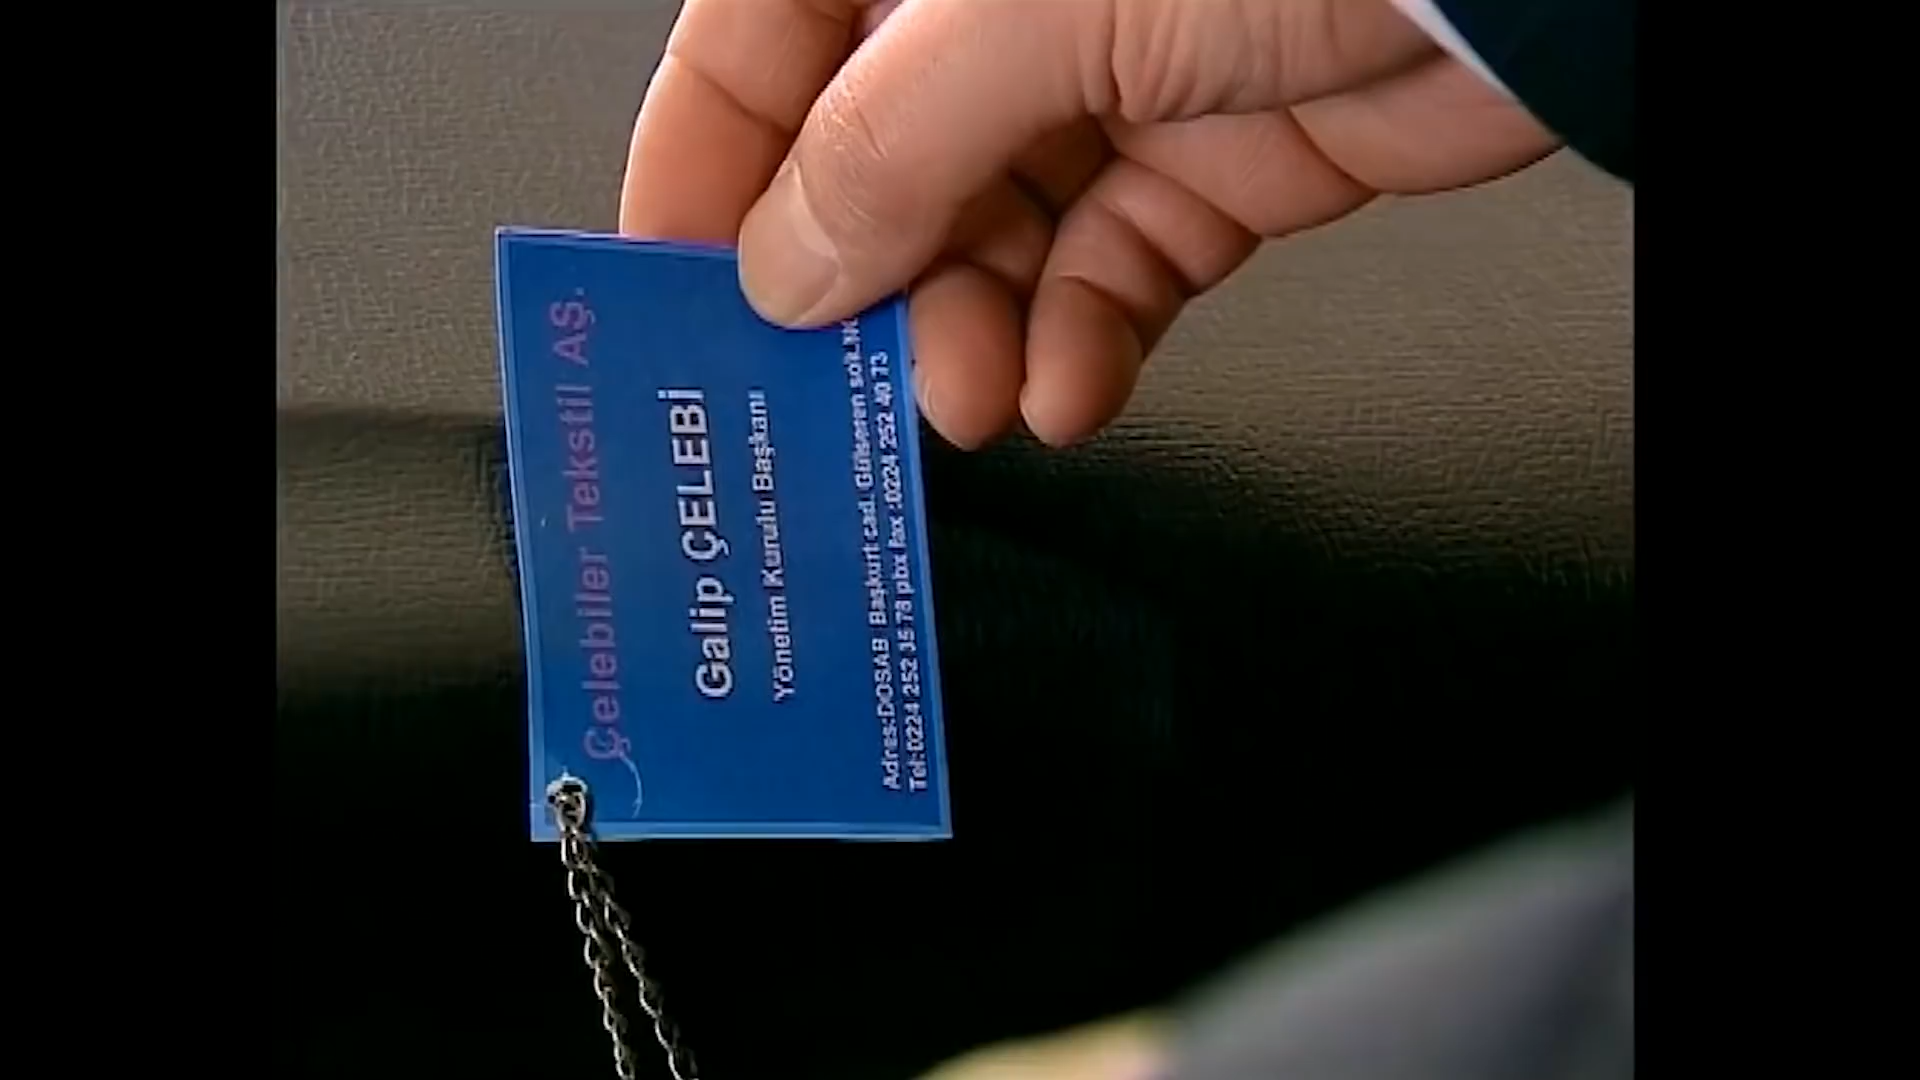 Çelebiler Tekstil AŞ.
Galip ÇELEBİ
Yönetim Kurulu Başkanı
Adres:DOSAB Başkurt cad. Gülseren sok.
Tel:0224 252 35 78 pbx fax :0224 252 40 73